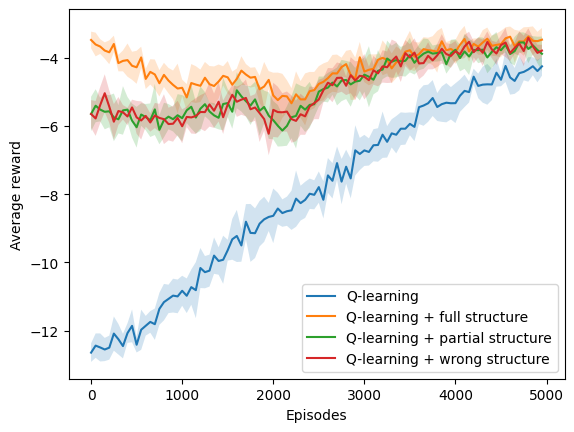 −4
−6
−8
−10
−12
Average reward
0
1000
2000
3000
4000
5000
Episodes
Q-learning
Q-learning + full structure
Q-learning + partial structure
Q-learning + wrong structure